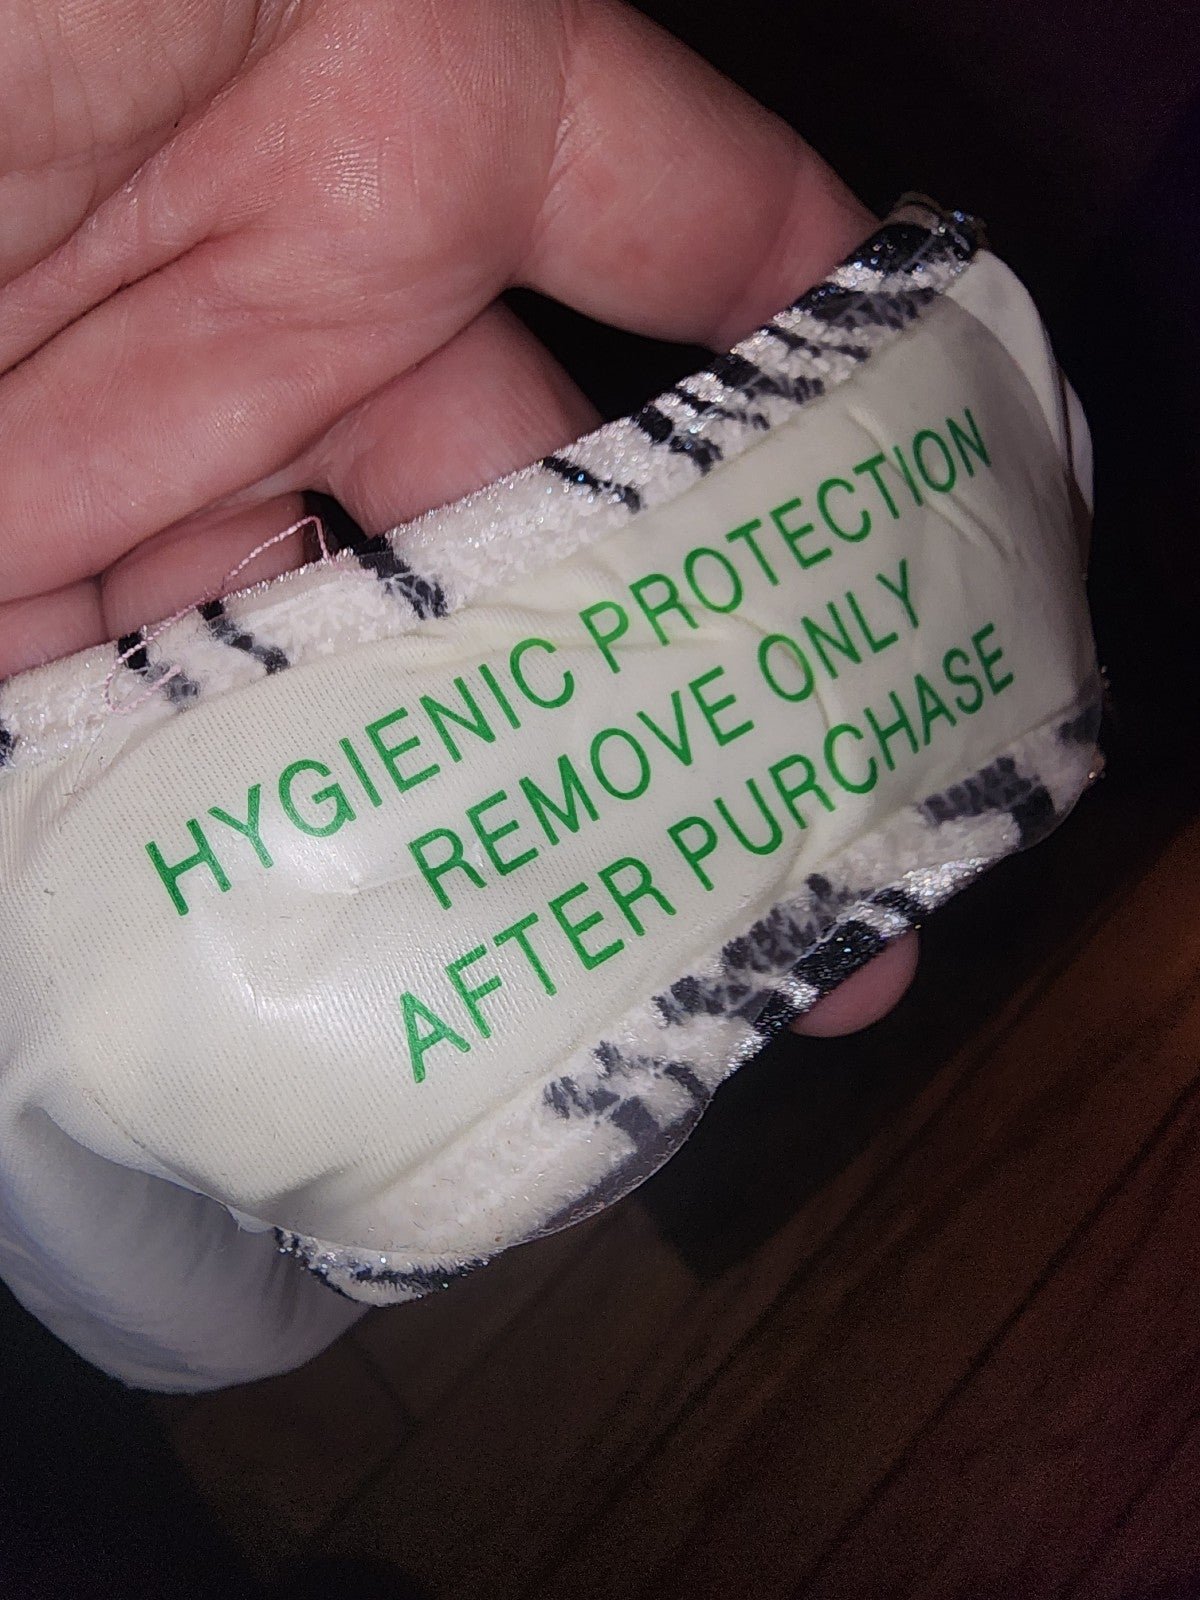 HYGIENIC PROTECTION
REMOVE ONLY
AFTER PURCHASE